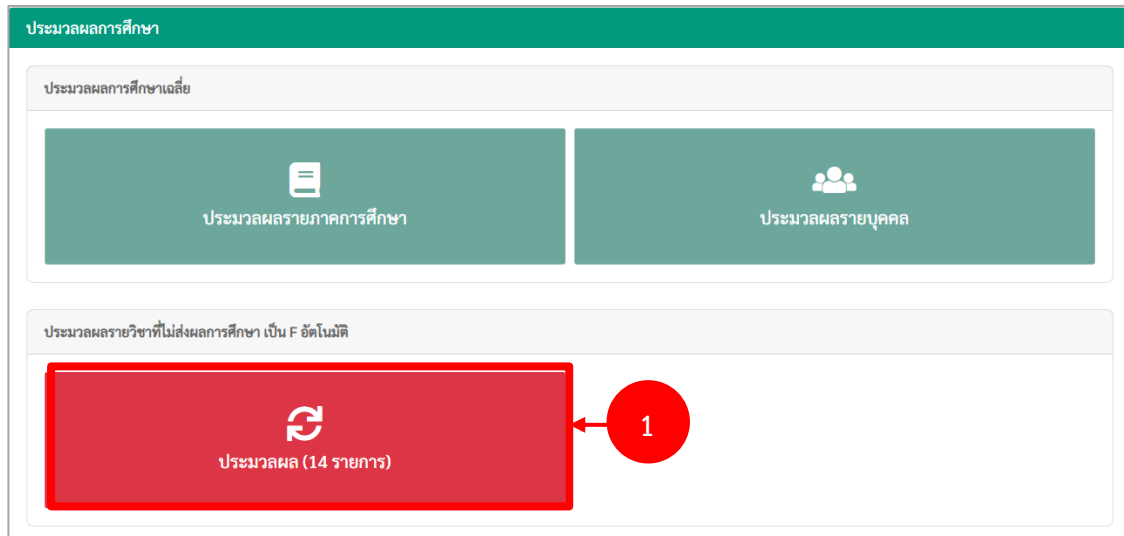 ประมวลผลการศึกษา
ประมวลผลการศึกษาเฉลี่ย
ประมวลผลรายภาคการศึกษา
ประมวลผลรายบุคคล
ประมวลผลรายวิชาที่ไม่ส่งผลการศึกษา เป็น F อัตโนมัติ
ประมวลผล (14 รายการ)
1